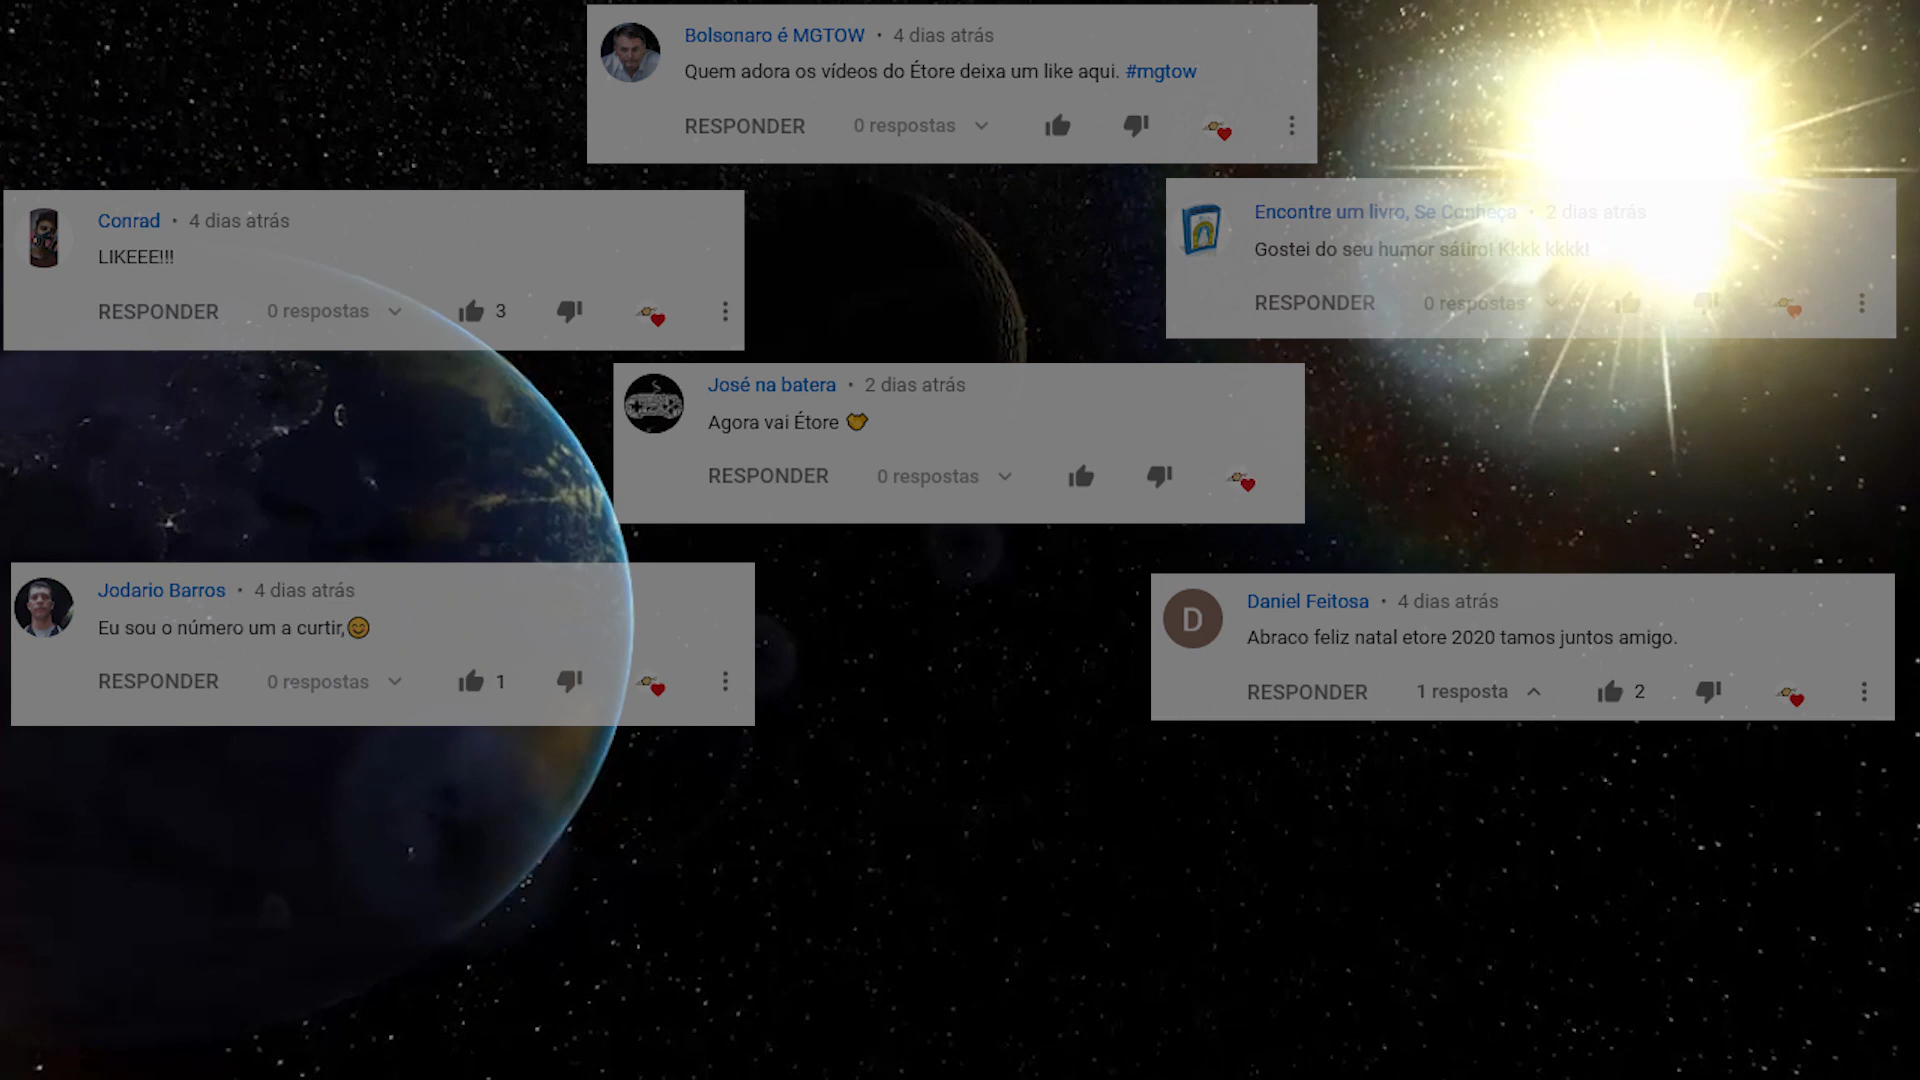 Bolsonaro é MGTOW • 4 dias atrás
Quem adora os vídeos do Étore deixa um like aqui. #mgtow
RESPONDER 0 respostas
Conrad • 4 dias atrás
LIKEEE!!!
RESPONDER 0 respostas 3
Encontre um livro, Se Conheça • 2 dias atrás
Gostei do seu humor sátiro! Kkkk kkkk!
RESPONDER 0 respostas
José na batera • 2 dias atrás
Agora vai Étore
RESPONDER 0 respostas
Jodario Barros • 4 dias atrás
Eu sou o número um a curtir,😊
RESPONDER 0 respostas 1
D
Daniel Feitosa • 4 dias atrás
Abraco feliz natal etore 2020 tamos juntos amigo.
RESPONDER 1 resposta 2